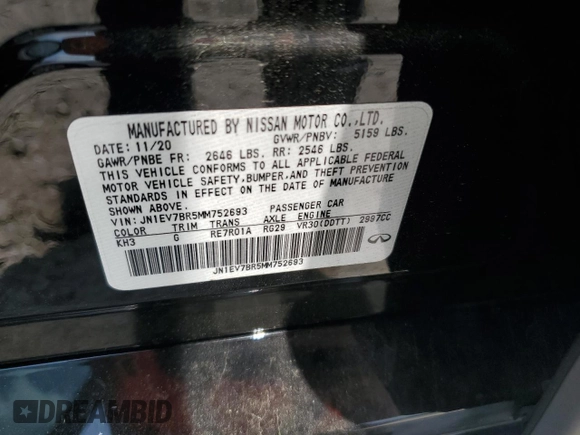 MANUFACTURED BY NISSAN MOTOR CO.,LTD.
DATE: 11/20 GVWR/PNBV: 5159 LBS.
GAWR/PNBE FR: 2646 LBS. RR: 2546 LBS.
THIS VEHICLE CONFORMS TO ALL APPLICABLE FEDERAL
MOTOR VEHICLE SAFETY,BUMPER,AND THEFT PREVENTION
STANDARDS IN EFFECT ON THE DATE OF MANUFACTURE
SHOWN ABOVE.
VIN: JN1EV7BR5MM752693 PASSENGER CAR
COLOR TRIM TRANS AXLE ENGINE
KH3 G RE7R01A RG29 VR30(DDTT) 2997CC
JN1EV7BR5MM752693
DREAMBID